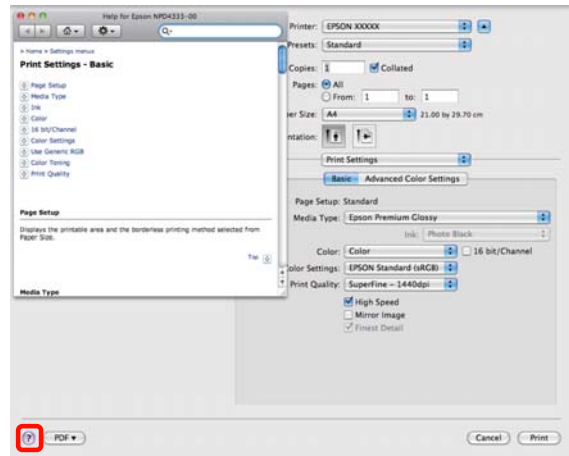 Help for Epson NPD4333-00
> Home > Settings menus
Print Settings - Basic
Page Setup
Media Type
Ink
Color
16 bit/Channel
Color Settings
Use Generic RGB
Color Toning
Print Quality
Page Setup
Displays the printable area and the borderless printing method selected from
Paper Size.
Top
Media Type
Printer: EPSON XXXXX
Presets: Standard
Copies: 1 Collated
Pages: All
From: 1 to: 1
er Size: A4 21.00 by 29.70 cm
ntation:
Print Settings
Basic Advanced Color Settings
Page Setup: Standard
Media Type: Epson Premium Glossy
Ink: Photo Black
Color: Color 16 bit/Channel
olor Settings: EPSON Standard (sRGB)
Print Quality: SuperFine - 1440dpi
High Speed
Mirror Image
Finest Detail
? PDF Cancel Print